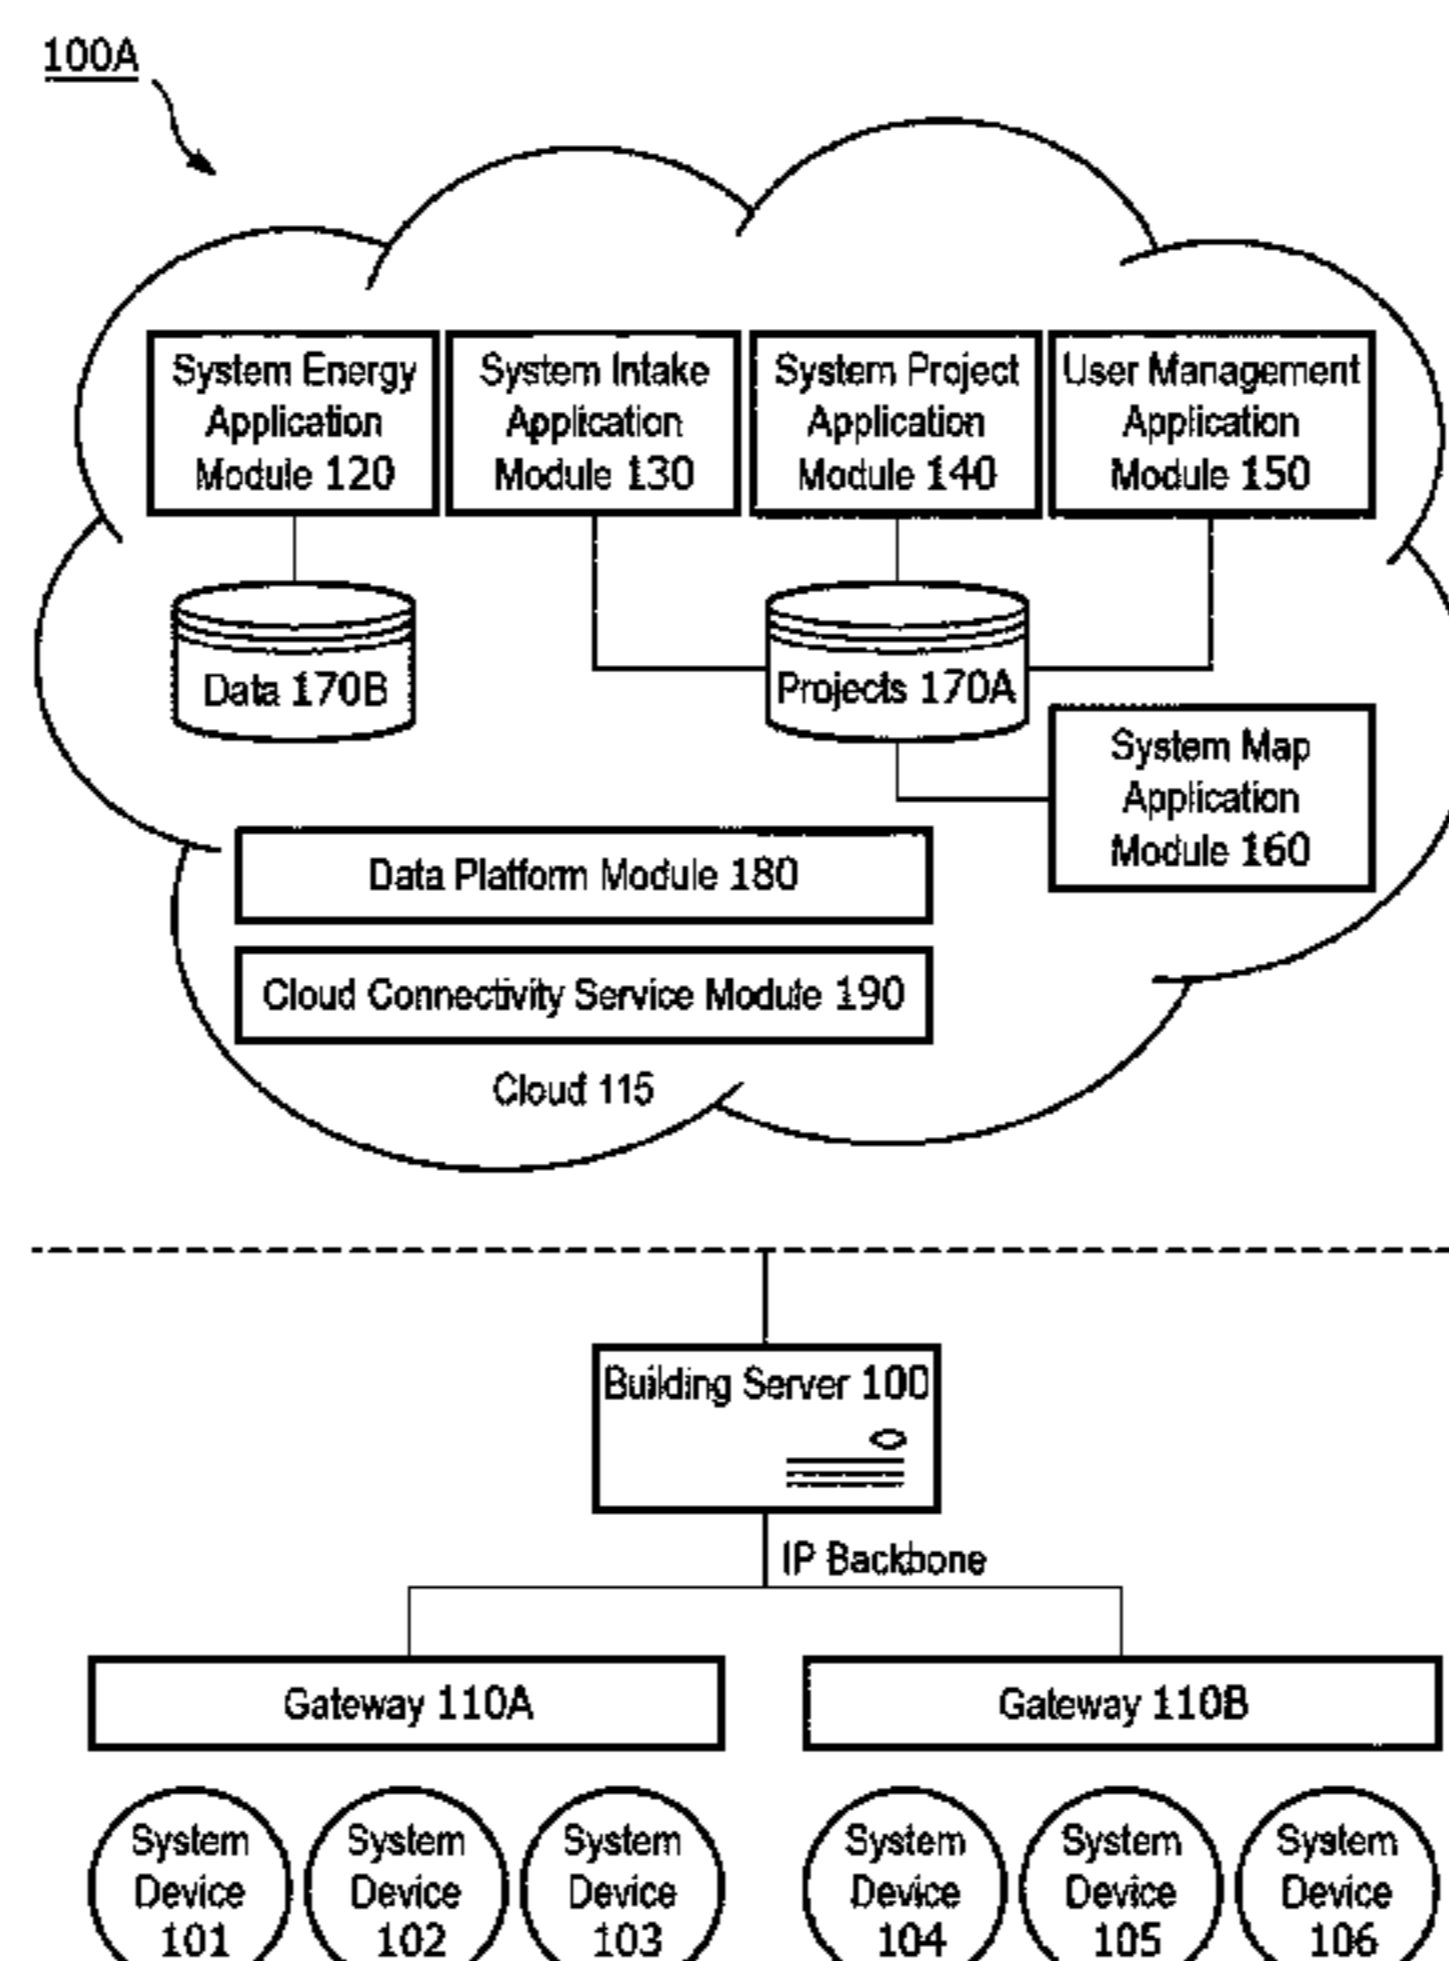 100A
System Energy
Application
Module 120
System Intake
Application
Module 130
System Project
Application
Module 140
User Management
Application
Module 150
Data 170B
Projects 170A
System Map
Application
Module 160
Data Platform Module 180
Cloud Connectivity Service Module 190
Cloud 115
Building Server 100
IP Backbone
Gateway 110A
Gateway 110B
System
Device
101
System
Device
102
System
Device
103
System
Device
104
System
Device
105
System
Device
106